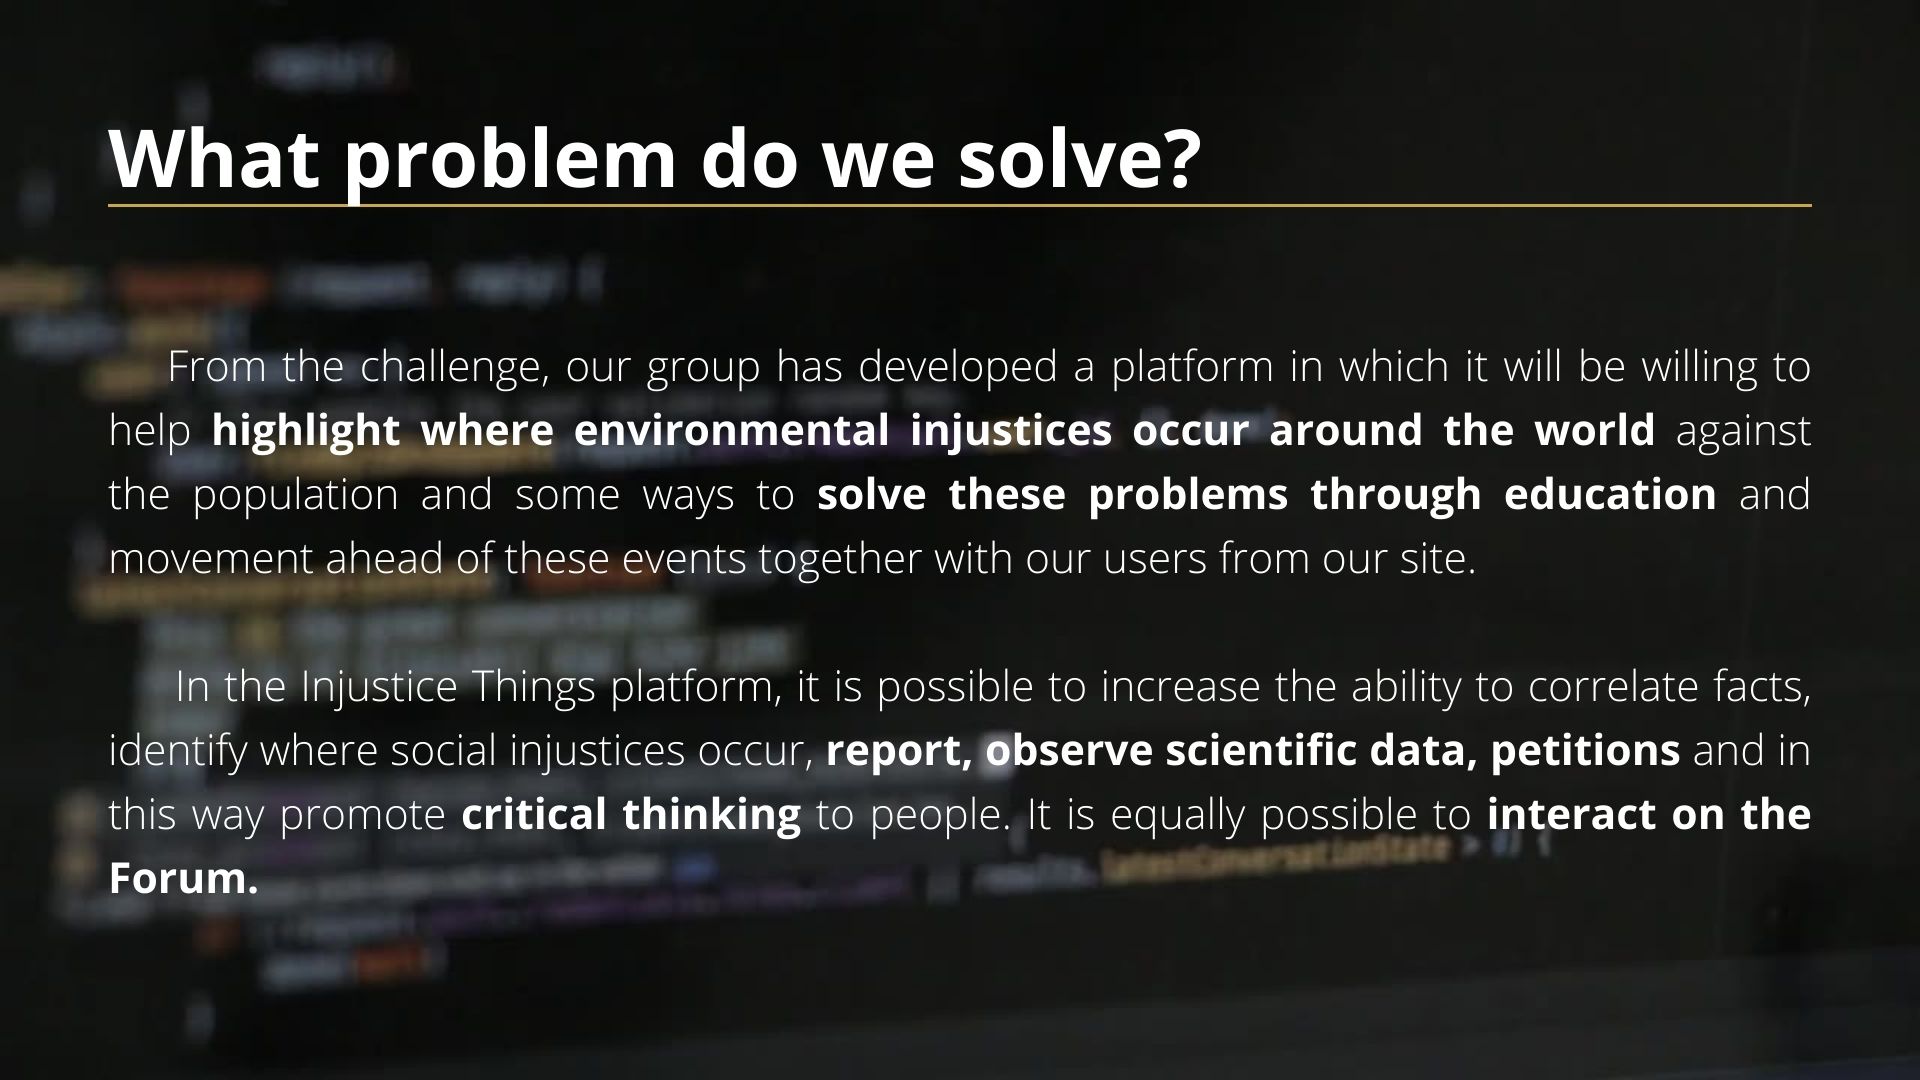 What problem do we solve?
From the challenge, our group has developed a platform in which it will be willing to
help highlight where environmental injustices occur around the world against
the population and some ways to solve these problems through education and
movement ahead of these events together with our users from our site.
In the Injustice Things platform, it is possible to increase the ability to correlate facts,
identify where social injustices occur, report, observe scientific data, petitions and in
this way promote critical thinking to people. It is equally possible to interact on the
Forum.
latestConversationState